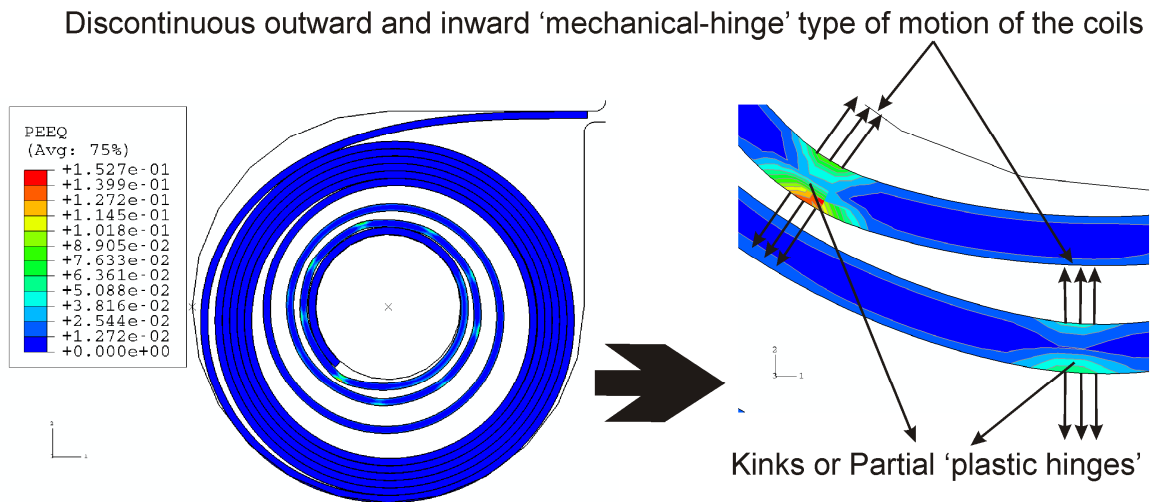 Discontinuous outward and inward ‘mechanical-hinge’ type of motion of the coils
PEEQ
(Avg: 75%)
+1.527e-01
+1.399e-01
+1.272e-01
+1.145e-01
+1.018e-01
+8.905e-02
+7.633e-02
+6.361e-02
+5.088e-02
+3.816e-02
+2.544e-02
+1.272e-02
+0.000e+00
2
3 1
Kinks or Partial ‘plastic hinges’